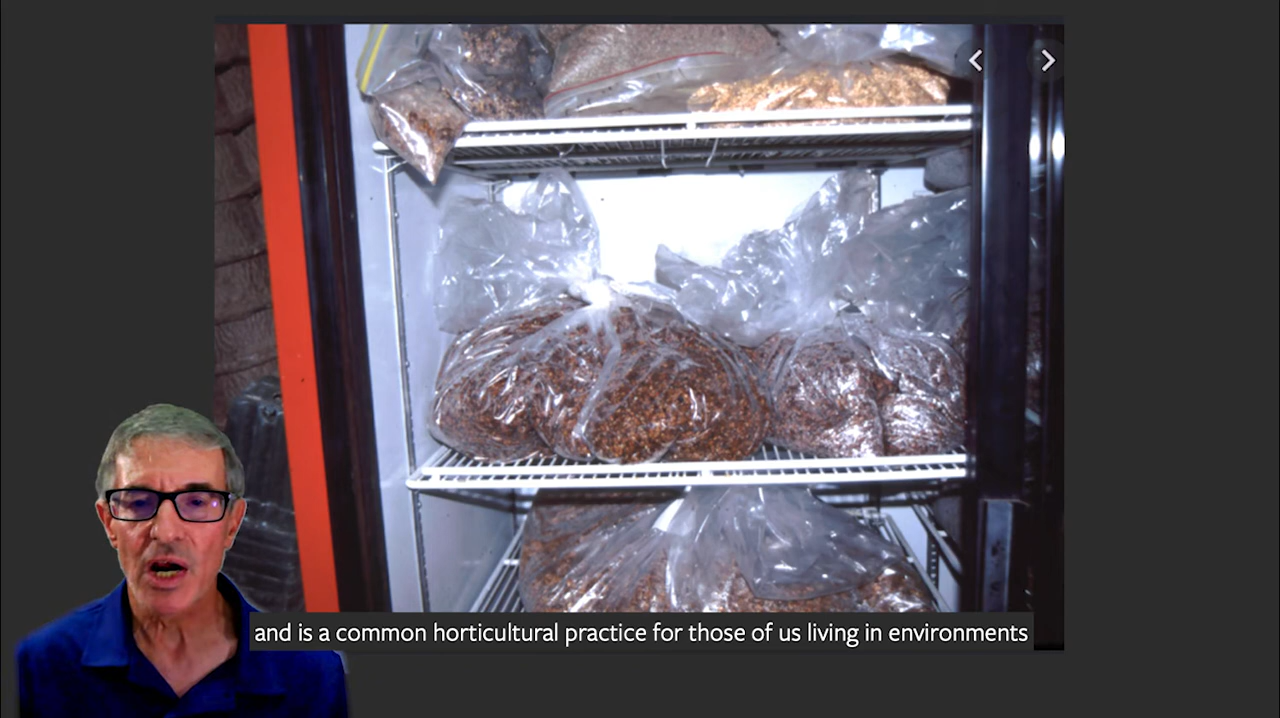 and is a common horticultural practice for those of us living in environments